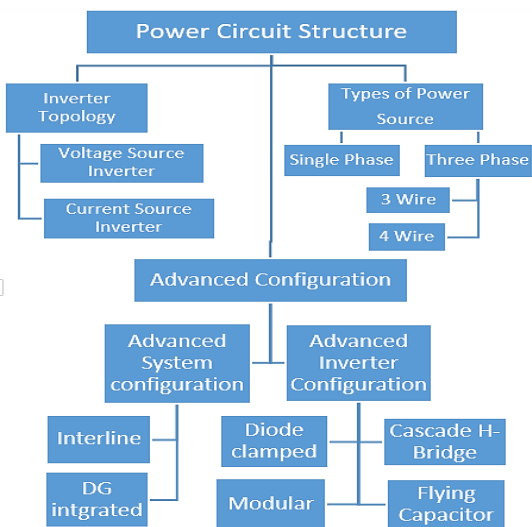 Power Circuit Structure
Inverter
Topology
Voltage Source
Inverter
Current Source
Inverter
Types of Power
Source
Single Phase
Three Phase
3 Wire
4 Wire
Advanced Configuration
Advanced
System
configuration
Interline
DG
intgrated
Advanced
Inverter
Configuration
Diode
clamped
Cascade H-
Bridge
Modular
Flying
Capacitor